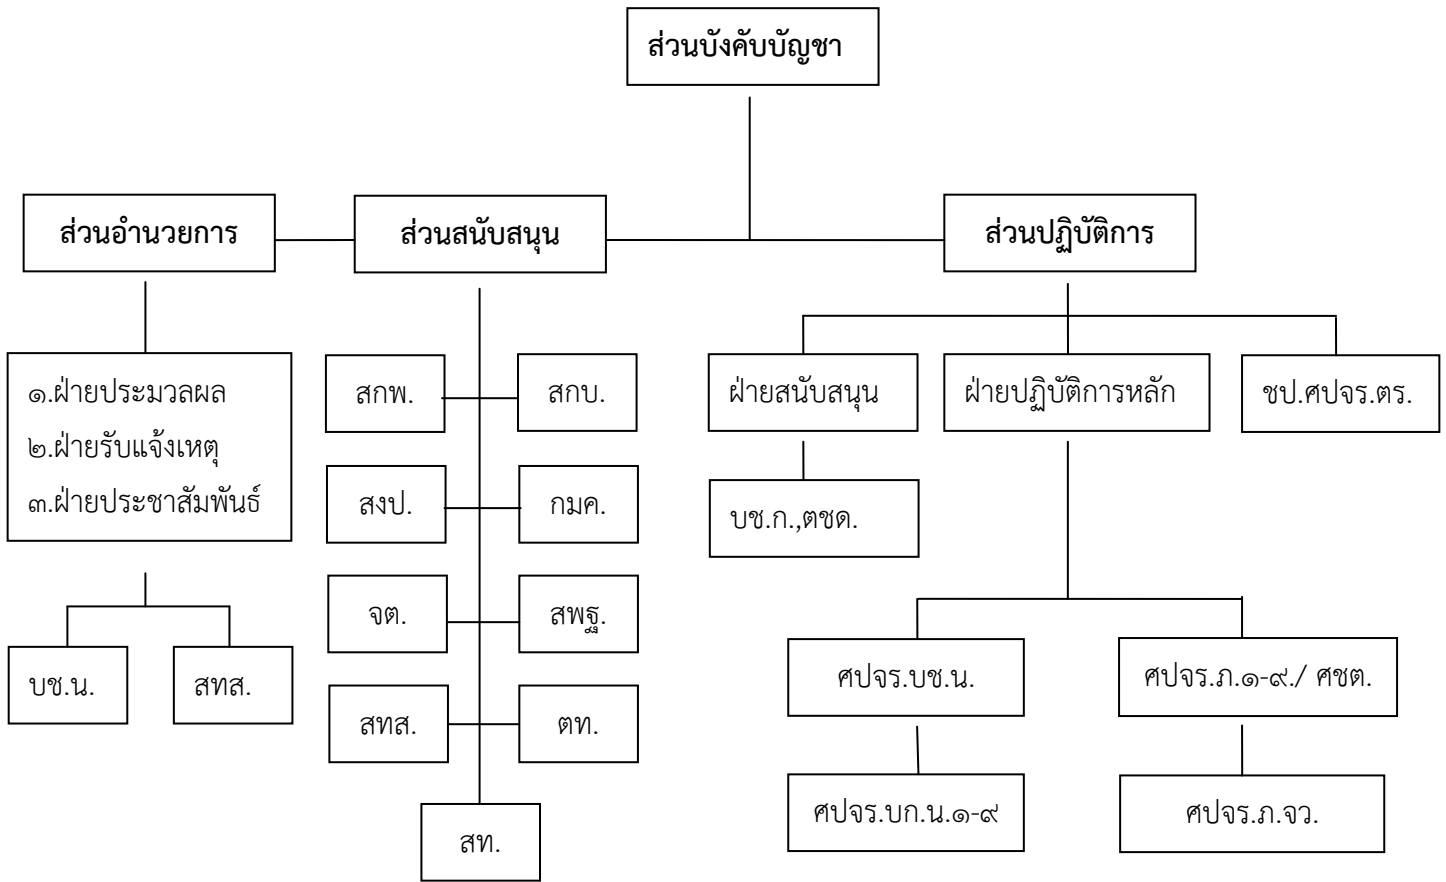 ส่วนบังคับบัญชา
ส่วนอำนวยการ
ส่วนสนับสนุน
ส่วนปฏิบัติการ
๑.ฝ่ายประมวลผล
๒.ฝ่ายรับแจ้งเหตุ
๓.ฝ่ายประชาสัมพันธ์
บช.น.
สทส.
สกพ.
สกบ.
สงป.
กมค.
จต.
สพฐ.
สทส.
ตท.
สท.
ฝ่ายสนับสนุน
ฝ่ายปฏิบัติการหลัก
ชป.ศปจร.ตร.
บช.ก.,ตชด.
ศปจร.บช.น.
ศปจร.ภ.๑-๙./ ศชต.
ศปจร.บก.น.๑-๙
ศปจร.ภ.จว.